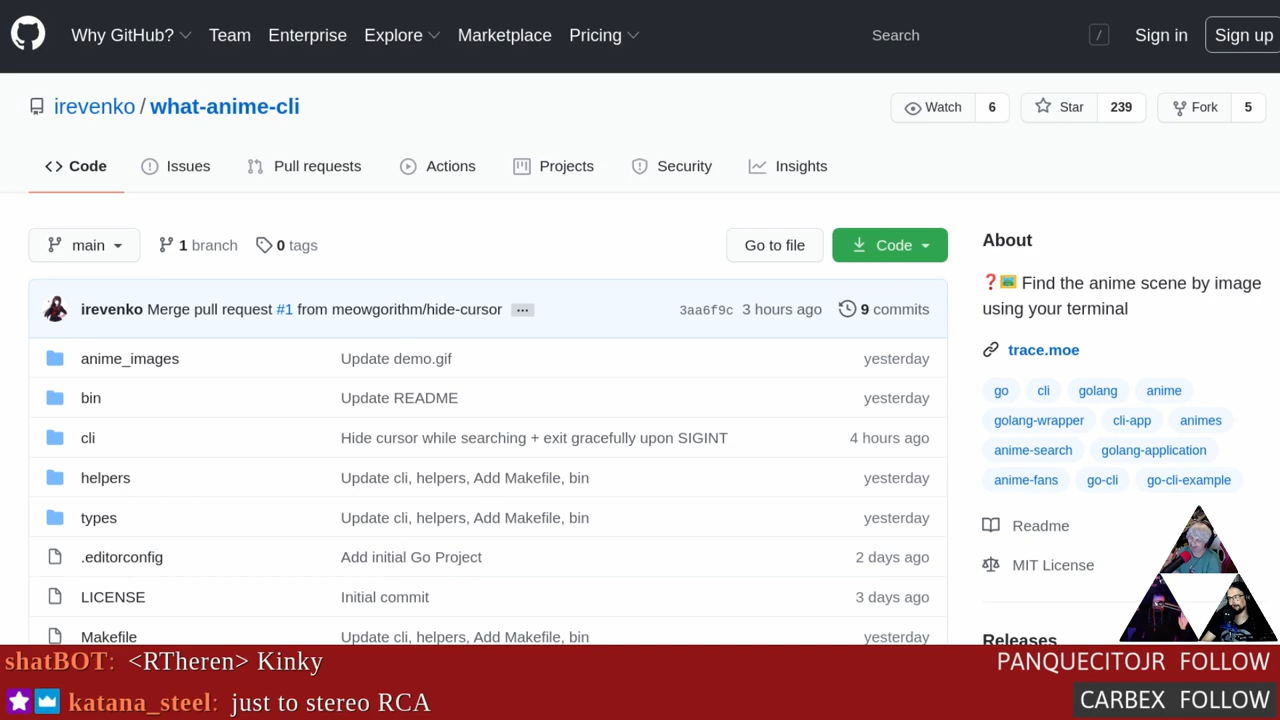 Why GitHub? Team Enterprise Explore Marketplace Pricing Search / Sign in Sign up
irevenko / what-anime-cli Watch 6 Star 239 Fork 5
Code Issues Pull requests Actions Projects Security Insights
main 1 branch 0 tags Go to file Code
About
❓🖼️ Find the anime scene by image
using your terminal
irevenko Merge pull request #1 from meowgorithm/hide-cursor ... 3aa6f9c 3 hours ago 9 commits
trace.moe
anime_images Update demo.gif yesterday
bin Update README yesterday
cli Hide cursor while searching + exit gracefully upon SIGINT 4 hours ago
helpers Update cli, helpers, Add Makefile, bin yesterday
types Update cli, helpers, Add Makefile, bin yesterday
.editorconfig Add initial Go Project 2 days ago
LICENSE Initial commit 3 days ago
Makefile Update cli, helpers, Add Makefile, bin yesterday
go cli golang anime
golang-wrapper cli-app animes
anime-search golang-application
anime-fans go-cli go-cli-example
Readme
MIT License
Releases
shatBOT: <RTheren> Kinky
katana_steel: just to stereo RCA
PANQUECITOJR FOLLOW
CARBEX FOLLOW